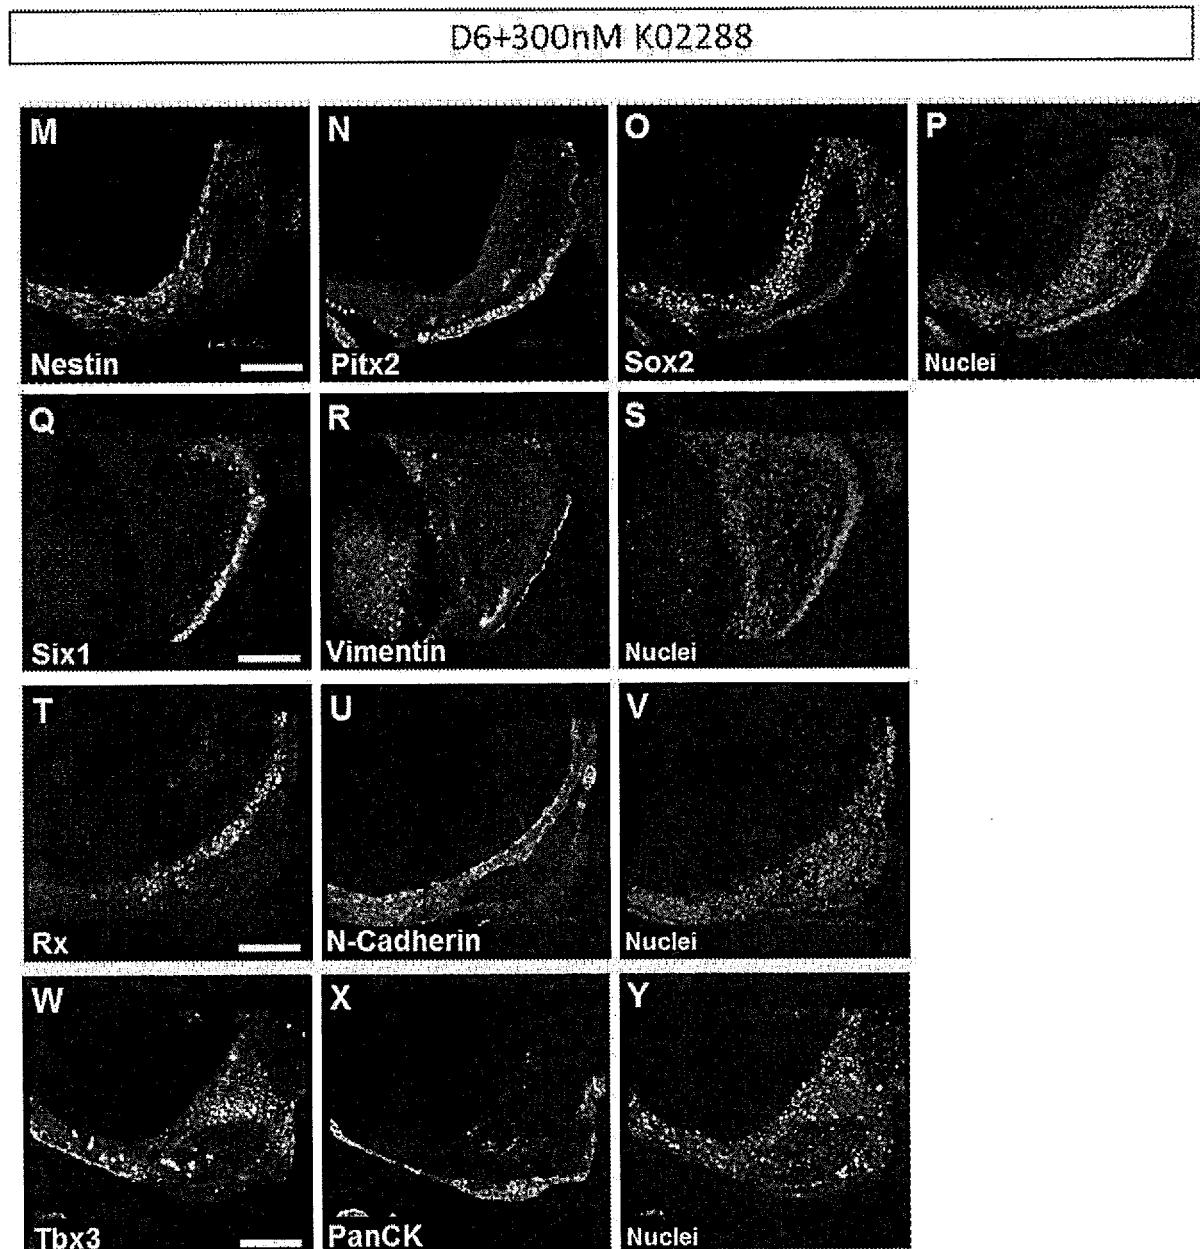 D6+300nM K02288
M N O P
Nestin Pitx2 Sox2 Nuclei
Q R S
Six1 Vimentin Nuclei
T U V
Rx N-Cadherin Nuclei
W X Y
Tbx3 PanCK Nuclei